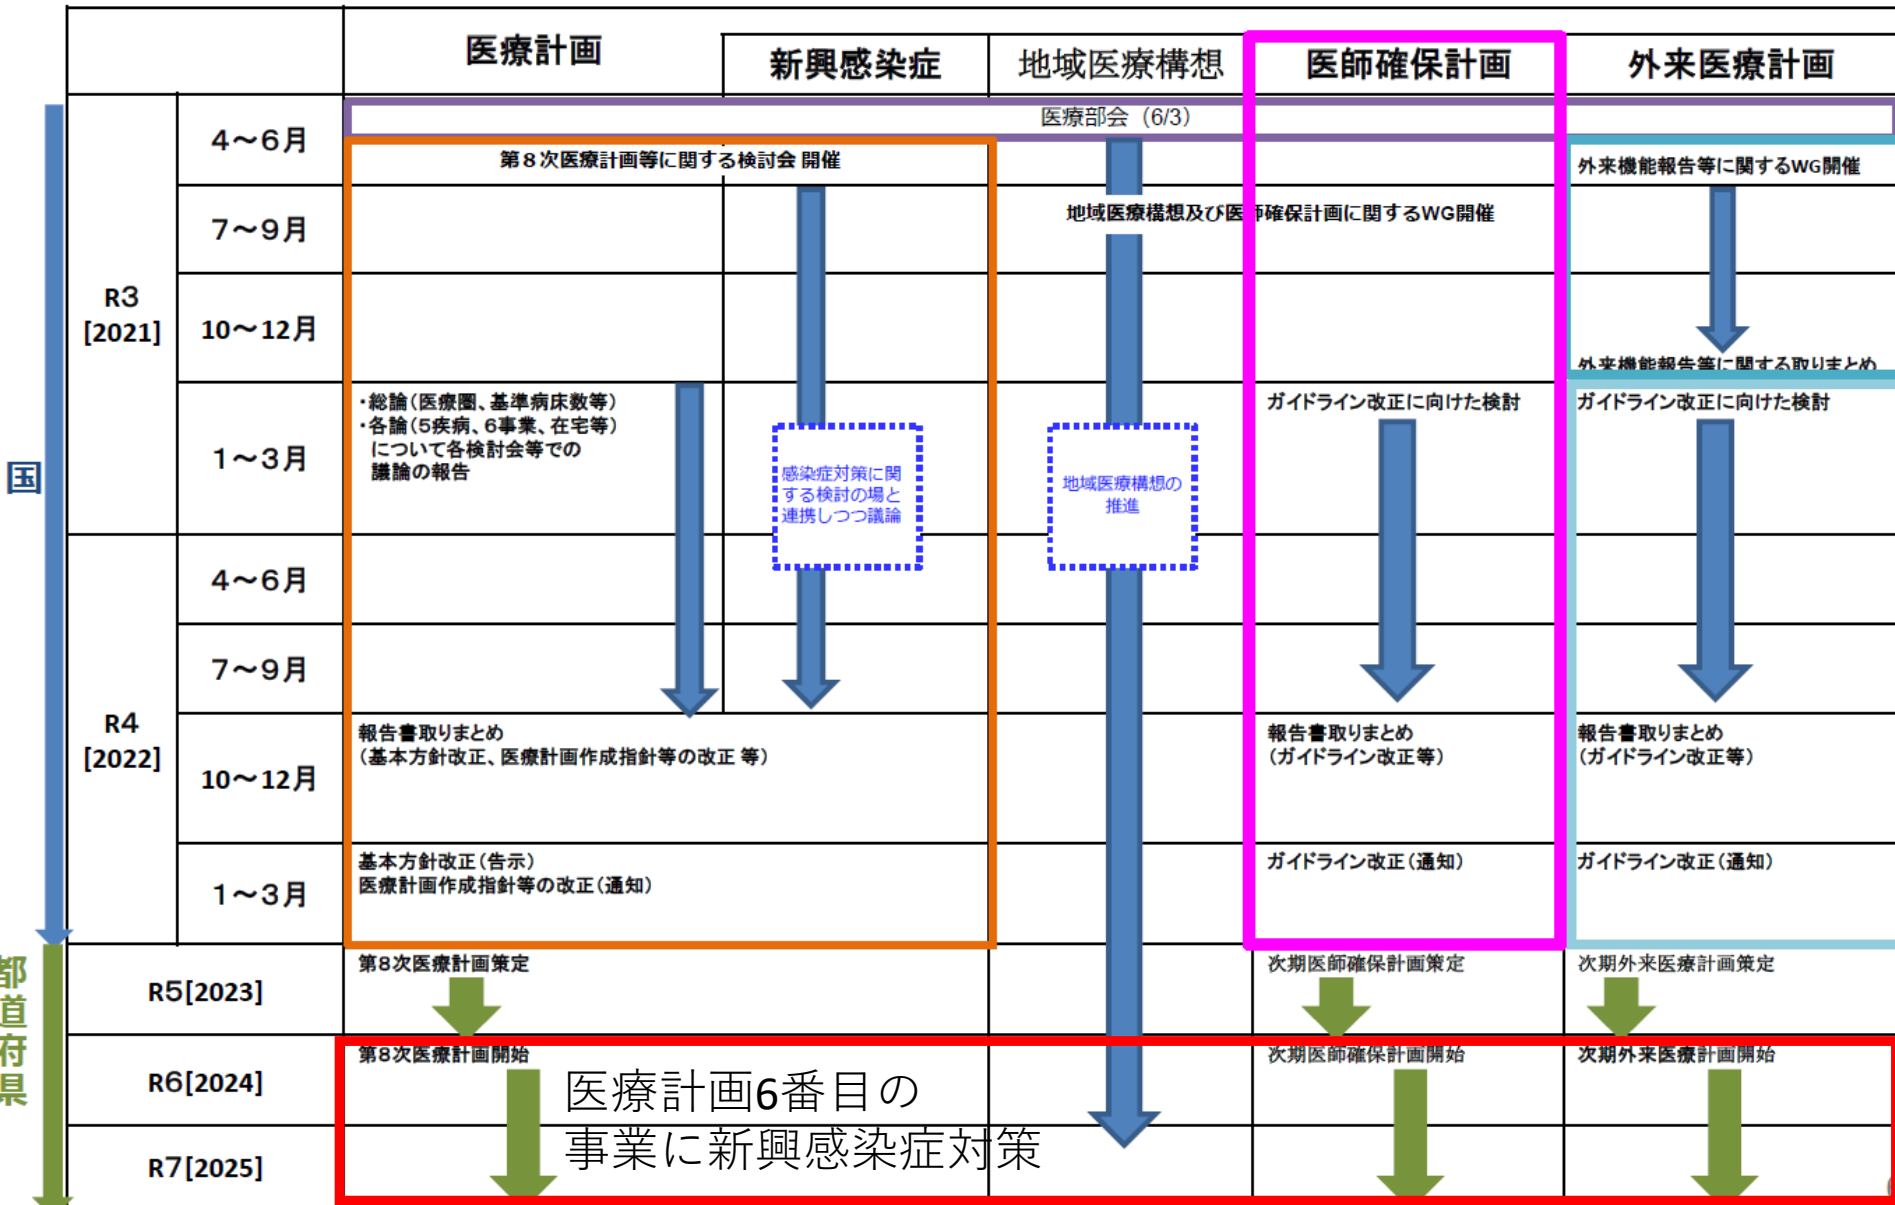 医療計画
新興感染症
地域医療構想
医師確保計画
外来医療計画
国
都道府県
R3
[2021]
4～6月
医療部会（6/3）
第８次医療計画等に関する検討会 開催
外来機能報告等に関するWG開催
7～9月
地域医療構想及び医師確保計画に関するWG開催
10～12月
外来機能報告等に関する取りまとめ
1～3月
・総論（医療圏、基準病床数等）
・各論（5疾病、6事業、在宅等）
について各検討会等での
議論の報告
感染症対策に関
する検討の場と
連携しつつ議論
地域医療構想の
推進
ガイドライン改正に向けた検討
ガイドライン改正に向けた検討
R4
[2022]
4～6月
7～9月
10～12月
報告書取りまとめ
（基本方針改正、医療計画作成指針等の改正 等）
報告書取りまとめ
（ガイドライン改正等）
報告書取りまとめ
（ガイドライン改正等）
1～3月
基本方針改正（告示）
医療計画作成指針等の改正（通知）
ガイドライン改正（通知）
ガイドライン改正（通知）
R5[2023]
第8次医療計画策定
次期医師確保計画策定
次期外来医療計画策定
R6[2024]
第8次医療計画開始
次期医師確保計画開始
次期外来医療計画開始
医療計画6番目の
事業に新興感染症対策
R7[2025]